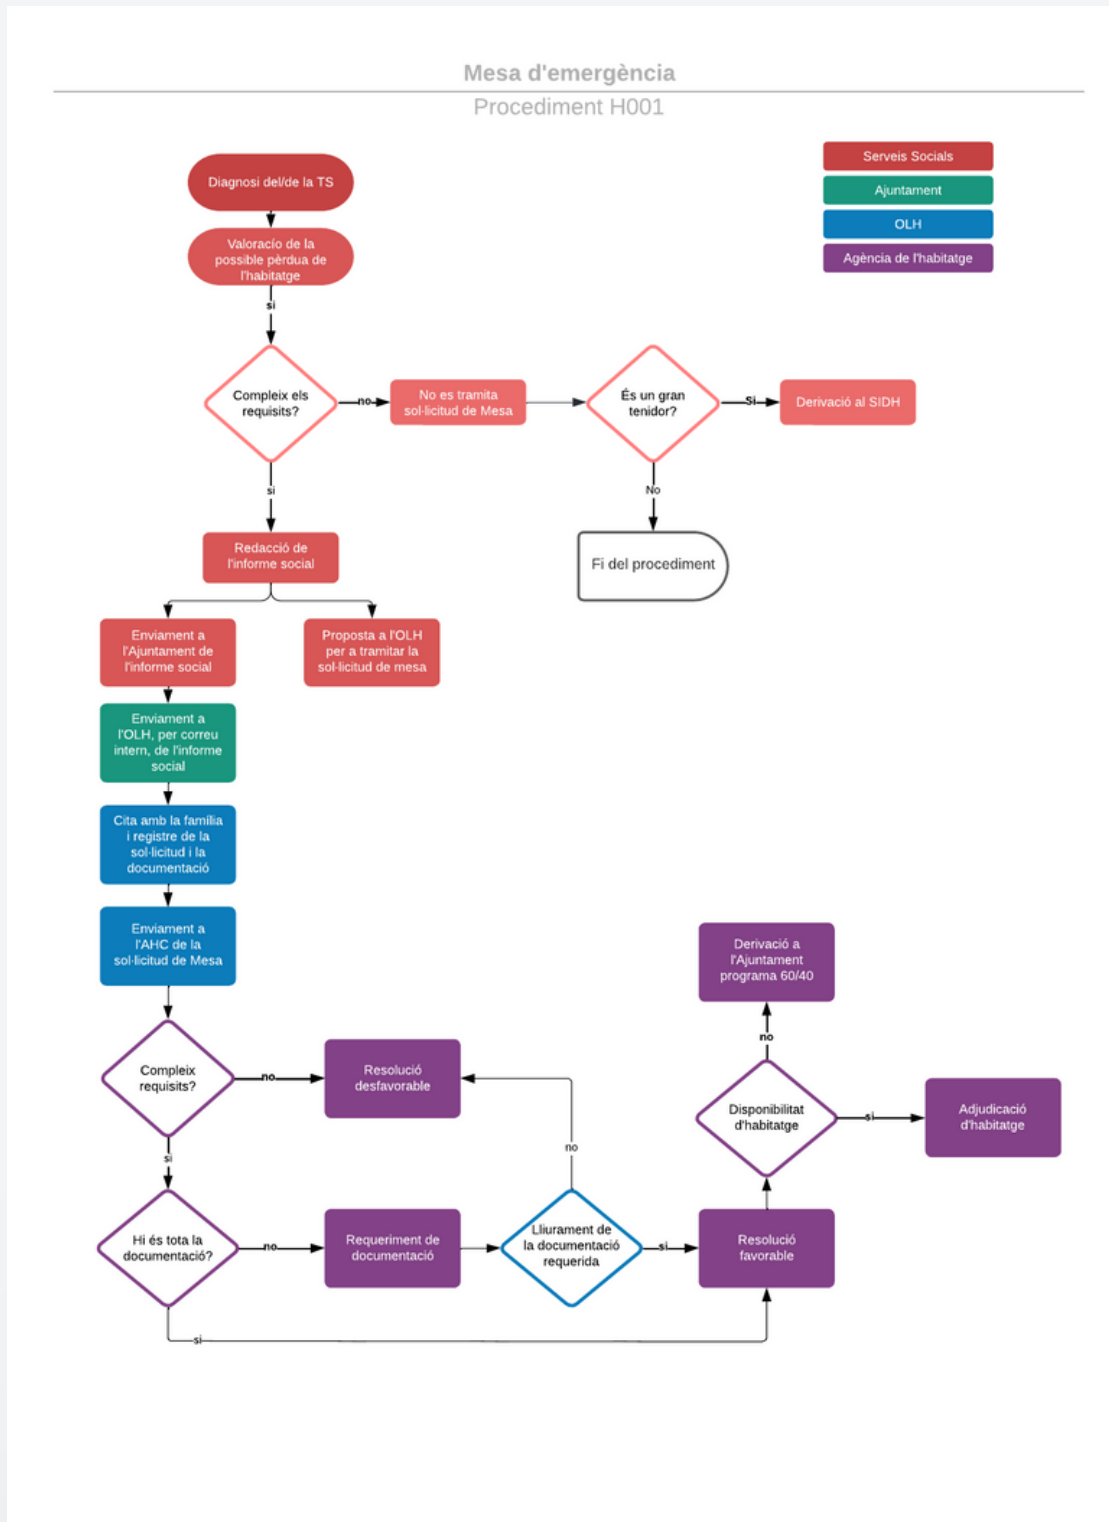 Mesa d'emergència
Procediment H001
Serveis Socials
Ajuntament
OLH
Agència de l'habitatge
Diagnosi del/de la TS
Valoracío de la
possible pèrdua de
l'habitatge
si
Compleix els
requisits?
no
No es tramita
sol·licitud de Mesa
És un gran
tenidor?
Si
Derivació al SIDH
si
No
Fi del procediment
Redacció de
l'informe social
Enviament a
l'Ajuntament de
l'informe social
Proposta a l'OLH
per a tramitar la
sol·licitud de mesa
Enviament a
l'OLH, per correu
intern, de l'informe
social
Cita amb la família
i registre de la
sol·licitud i la
documentació
Enviament a
l'AHC de la
sol·licitud de Mesa
Derivació a
l'Ajuntament
programa 60/40
no
Compleix
requisits?
no
Resolució
desfavorable
Disponibilitat
d'habitatge
si
Adjudicació
d'habitatge
si
no
Hi és tota la
documentació?
no
Requeriment de
documentació
Lliurament de
la documentació
requerida
si
Resolució
favorable
si